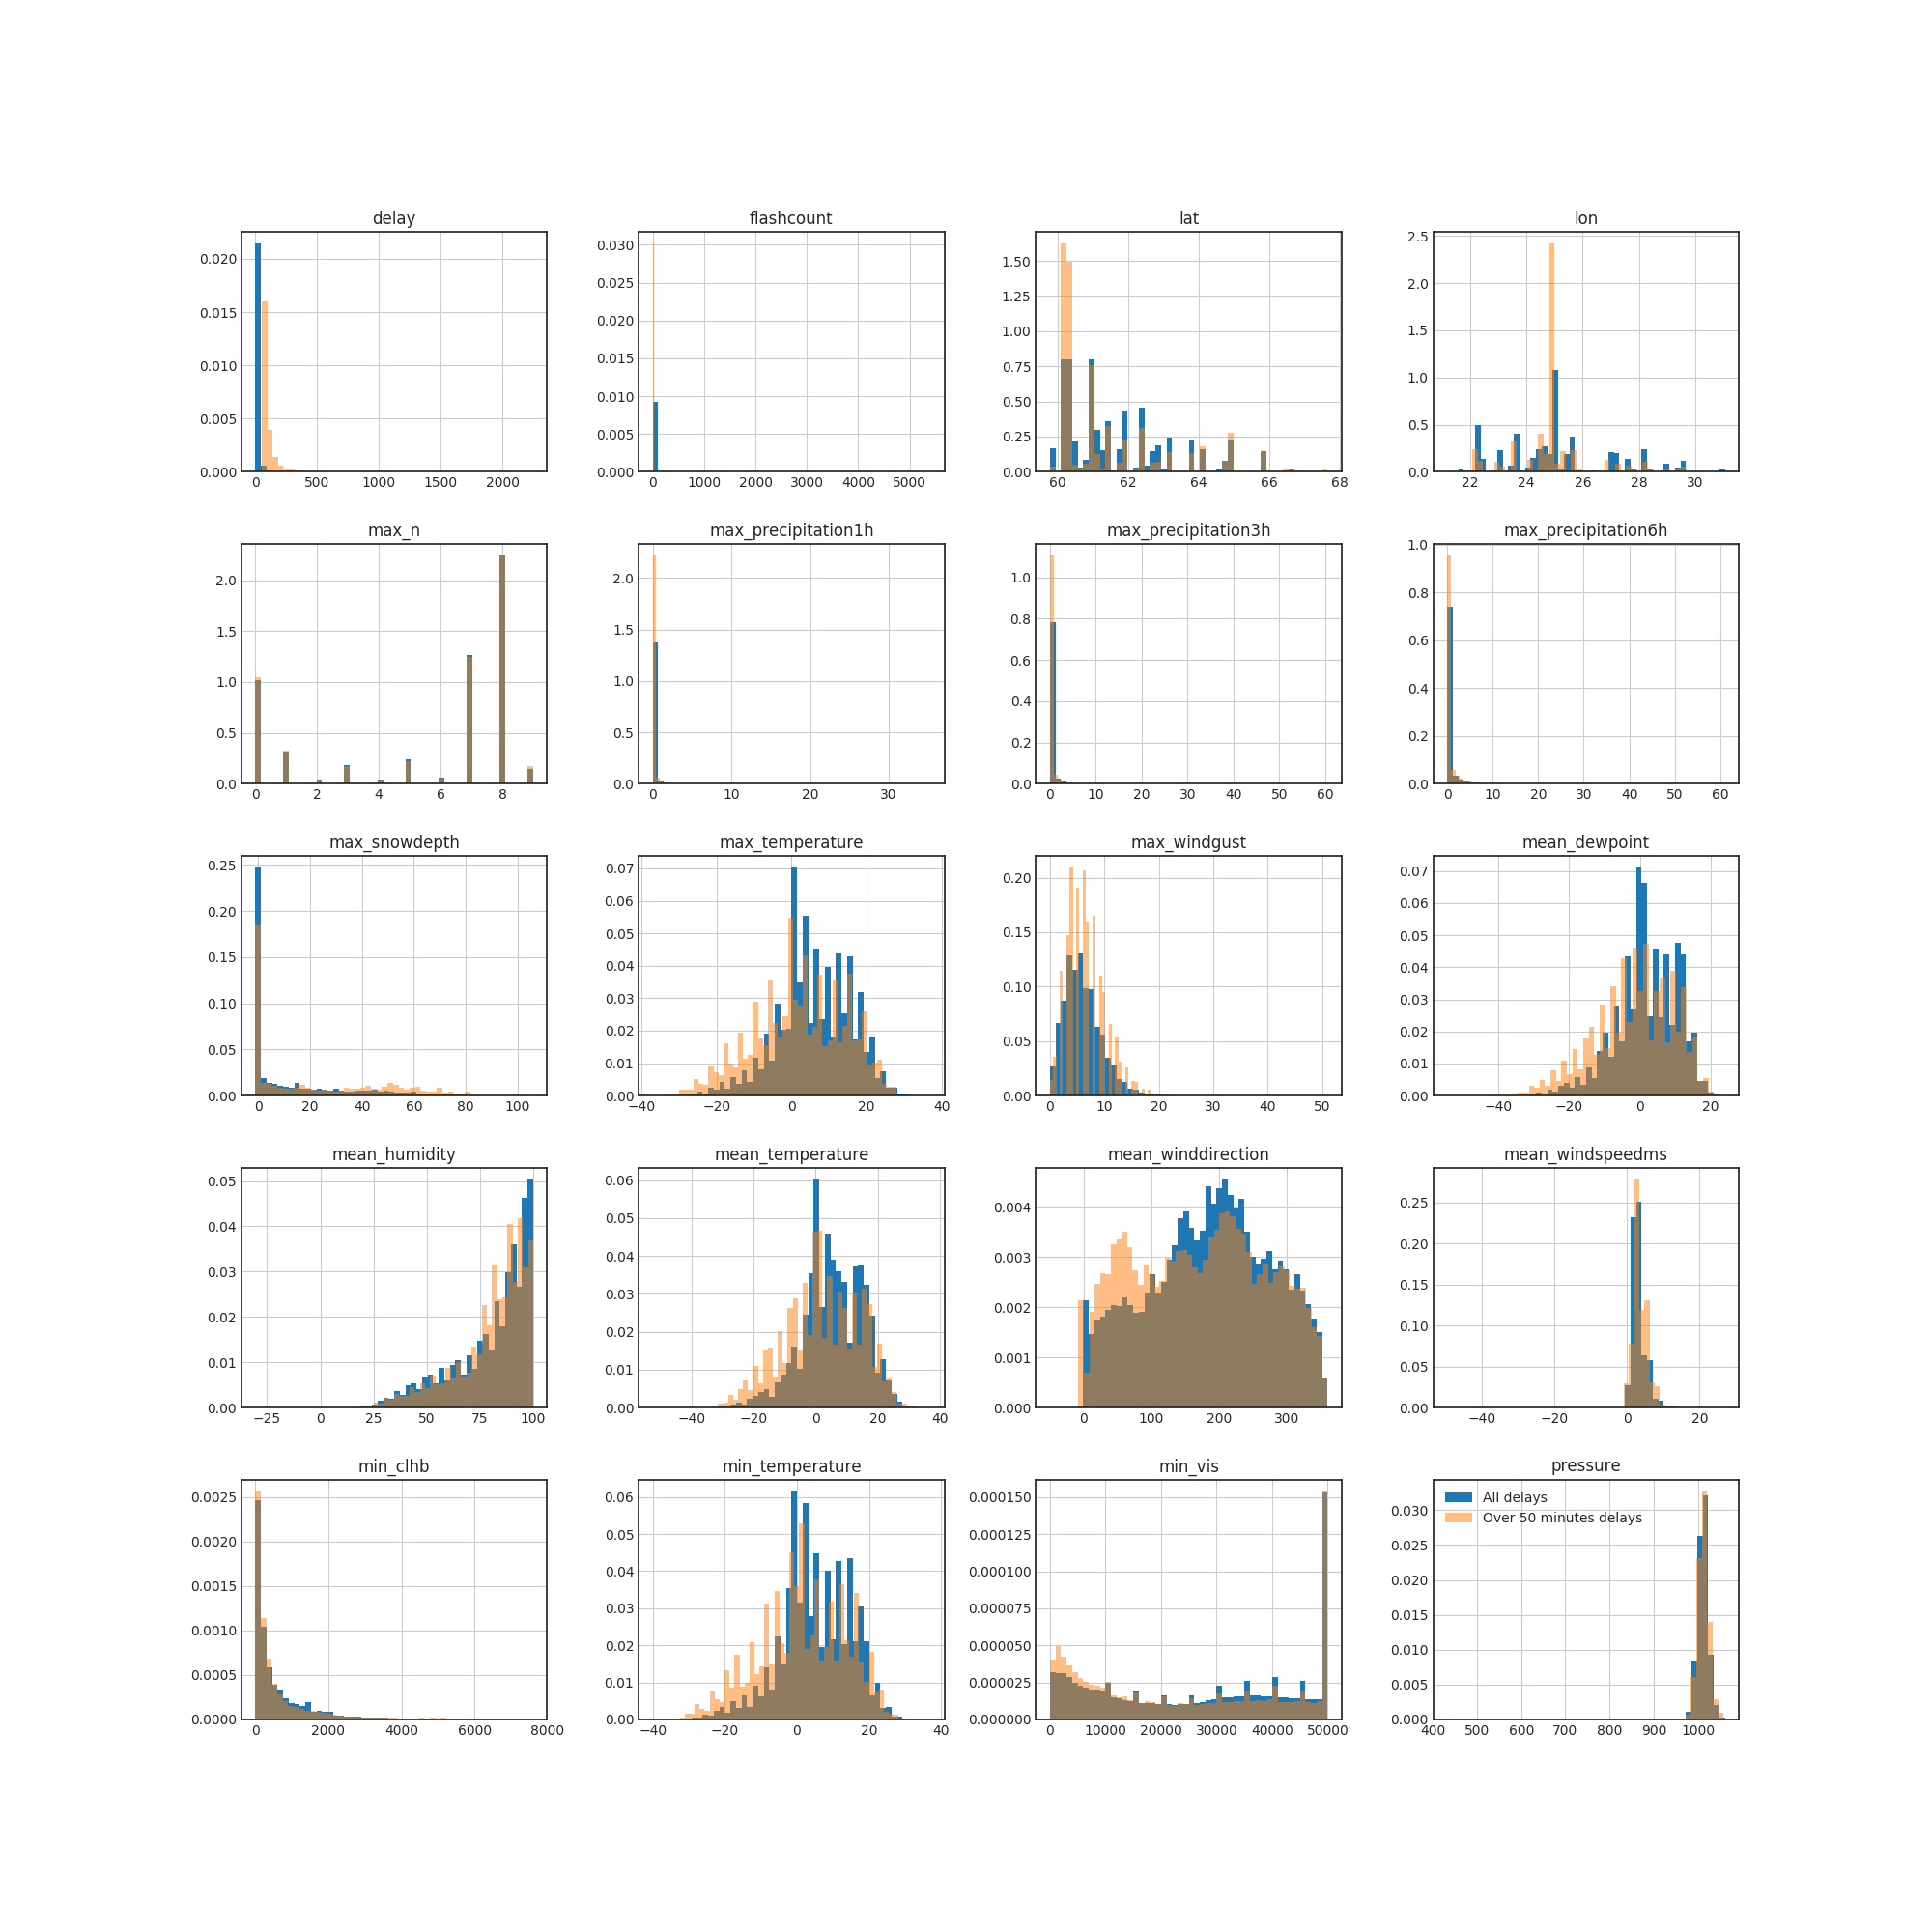 delay
0.020
0.015
0.010
0.005
0.000
0 500 1000 1500 2000
flashcount
0.030
0.025
0.020
0.015
0.010
0.005
0.000
0 1000 2000 3000 4000 5000
lat
1.50
1.25
1.00
0.75
0.50
0.25
0.00
60 62 64 66 68
lon
2.5
2.0
1.5
1.0
0.5
0.0
22 24 26 28 30
max_n
2.0
1.5
1.0
0.5
0.0
0 2 4 6 8
max_precipitation1h
2.0
1.5
1.0
0.5
0.0
0 10 20 30
max_precipitation3h
1.0
0.8
0.6
0.4
0.2
0.0
0 10 20 30 40 50 60
max_precipitation6h
1.0
0.8
0.6
0.4
0.2
0.0
0 10 20 30 40 50 60
max_snowdepth
0.25
0.20
0.15
0.10
0.05
0.00
0 20 40 60 80 100
max_temperature
0.07
0.06
0.05
0.04
0.03
0.02
0.01
0.00
−40 −20 0 20 40
max_windgust
0.20
0.15
0.10
0.05
0.00
0 10 20 30 40 50
mean_dewpoint
0.07
0.06
0.05
0.04
0.03
0.02
0.01
0.00
−40 −20 0 20
mean_humidity
0.05
0.04
0.03
0.02
0.01
0.00
−25 0 25 50 75 100
mean_temperature
0.06
0.05
0.04
0.03
0.02
0.01
0.00
−40 −20 0 20 40
mean_winddirection
0.004
0.003
0.002
0.001
0.000
0 100 200 300
mean_windspeedms
0.25
0.20
0.15
0.10
0.05
0.00
−40 −20 0 20
min_clhb
0.0025
0.0020
0.0015
0.0010
0.0005
0.0000
0 2000 4000 6000 8000
min_temperature
0.06
0.05
0.04
0.03
0.02
0.01
0.00
−40 −20 0 20 40
min_vis
0.000150
0.000125
0.000100
0.000075
0.000050
0.000025
0.000000
0 10000 20000 30000 40000 50000
pressure
All delays
Over 50 minutes delays
0.030
0.025
0.020
0.015
0.010
0.005
0.000
400 500 600 700 800 900 1000